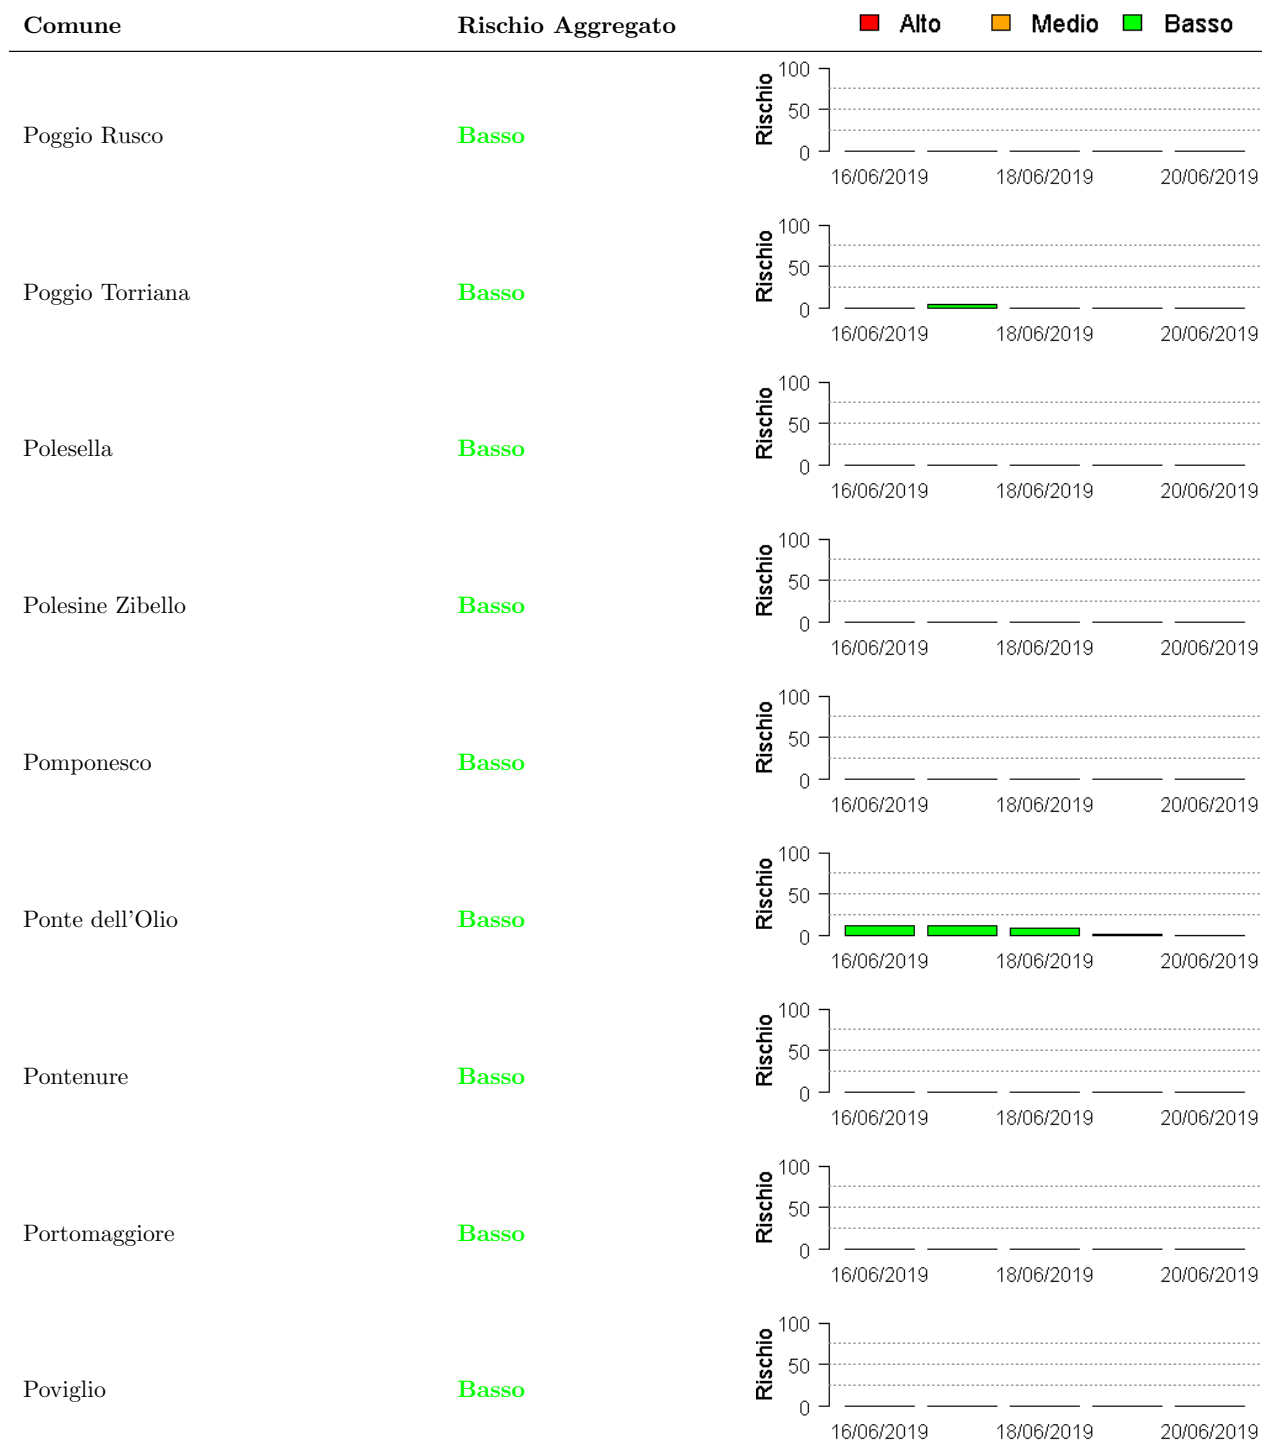 Comune Rischio Aggregato Alto Medio Basso
Poggio Rusco Basso Rischio 100 50 0
16/06/2019 18/06/2019 20/06/2019
Poggio Torriana Basso Rischio 100 50 0
16/06/2019 18/06/2019 20/06/2019
Polesella Basso Rischio 100 50 0
16/06/2019 18/06/2019 20/06/2019
Polesine Zibello Basso Rischio 100 50 0
16/06/2019 18/06/2019 20/06/2019
Pomponesco Basso Rischio 100 50 0
16/06/2019 18/06/2019 20/06/2019
Ponte dell'Olio Basso Rischio 100 50 0
16/06/2019 18/06/2019 20/06/2019
Pontenure Basso Rischio 100 50 0
16/06/2019 18/06/2019 20/06/2019
Portomaggiore Basso Rischio 100 50 0
16/06/2019 18/06/2019 20/06/2019
Poviglio Basso Rischio 100 50 0
16/06/2019 18/06/2019 20/06/2019